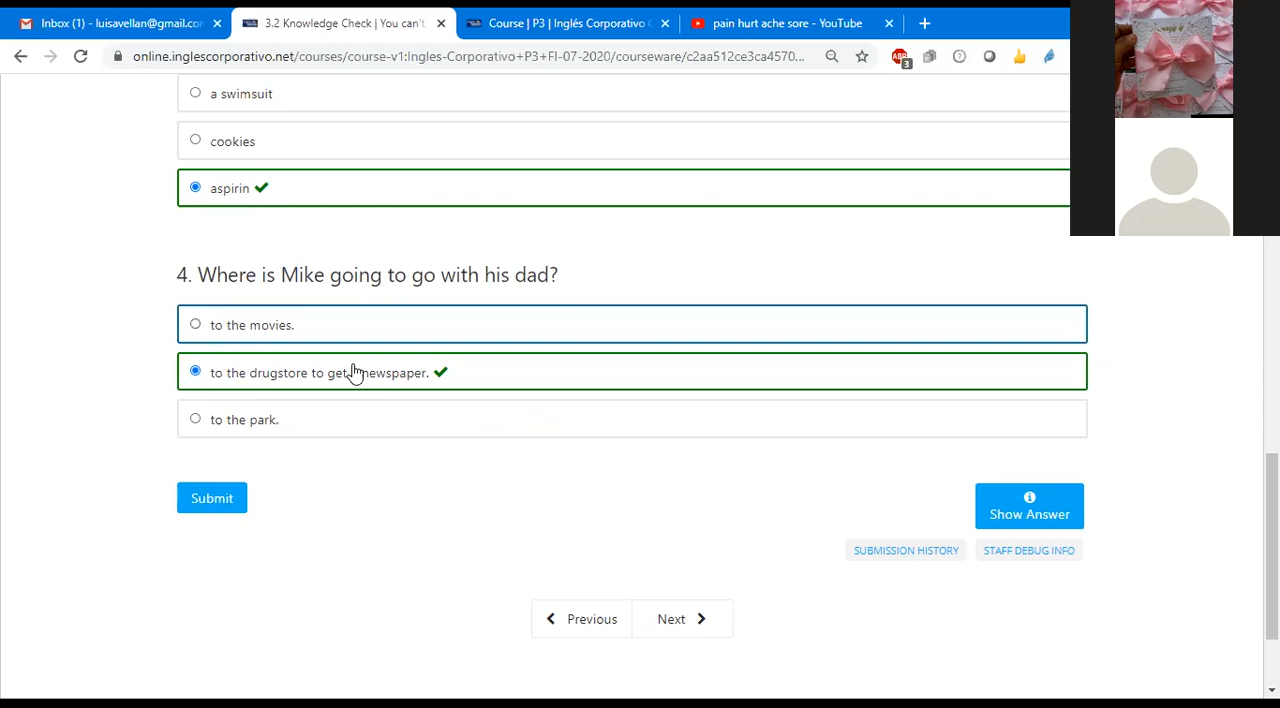 Inbox (1) - luisavellan@gmail.co
3.2 Knowledge Check | You can't
Course | P3 | Inglés Corporativo
pain hurt ache sore - YouTube
online.inglescorporativo.net/courses/course-v1:Ingles-Corporativo+P3+FI-07-2020/courseware/c2aa512ce3ca4570...
ABP
3
a swimsuit
cookies
aspirin
4. Where is Mike going to go with his dad?
to the movies.
to the drugstore to get newspaper.
to the park.
Submit
Show Answer
SUBMISSION HISTORY
STAFF DEBUG INFO
Previous
Next